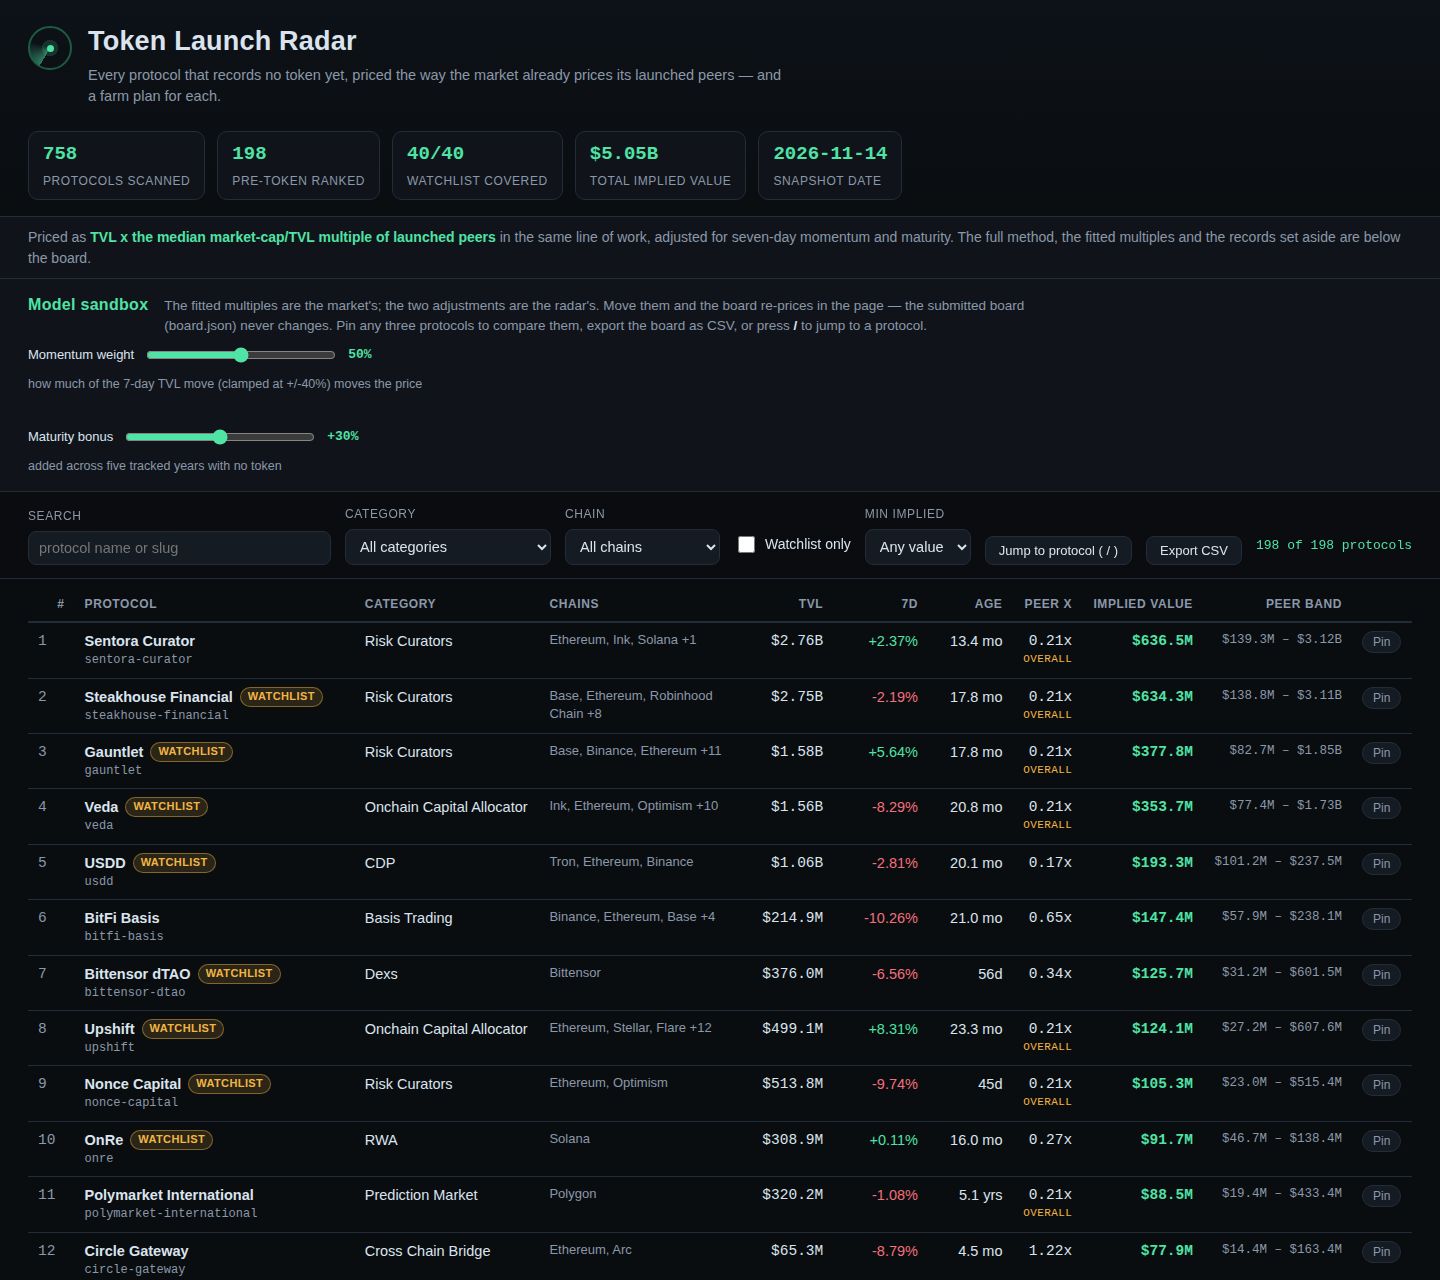 Token Launch Radar
Every protocol that records no token yet, priced the way the market already prices its launched peers — and
a farm plan for each.
758
PROTOCOLS SCANNED
198
PRE-TOKEN RANKED
40/40
WATCHLIST COVERED
$5.05B
TOTAL IMPLIED VALUE
2026-11-14
SNAPSHOT DATE
Priced as TVL x the median market-cap/TVL multiple of launched peers in the same line of work, adjusted for seven-day momentum and maturity. The full method, the fitted multiples and the records set aside are below
the board.
Model sandbox
The fitted multiples are the market's; the two adjustments are the radar's. Move them and the board re-prices in the page — the submitted board
(board.json) never changes. Pin any three protocols to compare them, export the board as CSV, or press / to jump to a protocol.
Momentum weight 50%
how much of the 7-day TVL move (clamped at +/-40%) moves the price
Maturity bonus +30%
added across five tracked years with no token
SEARCH CATEGORY CHAIN MIN IMPLIED
protocol name or slug All categories All chains Watchlist only Any value Jump to protocol ( / ) Export CSV 198 of 198 protocols
# PROTOCOL CATEGORY CHAINS TVL 7D AGE PEER X IMPLIED VALUE PEER BAND
1 Sentora Curator Risk Curators Ethereum, Ink, Solana +1 $2.76B +2.37% 13.4 mo 0.21x $636.5M $139.3M – $3.12B Pin
sentora-curator OVERALL
2 Steakhouse Financial WATCHLIST Risk Curators Base, Ethereum, Robinhood $2.75B -2.19% 17.8 mo 0.21x $634.3M $138.8M – $3.11B Pin
steakhouse-financial Chain +8 OVERALL
3 Gauntlet WATCHLIST Risk Curators Base, Binance, Ethereum +11 $1.58B +5.64% 17.8 mo 0.21x $377.8M $82.7M – $1.85B Pin
gauntlet OVERALL
4 Veda WATCHLIST Onchain Capital Allocator Ink, Ethereum, Optimism +10 $1.56B -8.29% 20.8 mo 0.21x $353.7M $77.4M – $1.73B Pin
veda OVERALL
5 USDD WATCHLIST CDP Tron, Ethereum, Binance $1.06B -2.81% 20.1 mo 0.17x $193.3M $101.2M – $237.5M Pin
usdd
6 BitFi Basis Basis Trading Binance, Ethereum, Base +4 $214.9M -10.26% 21.0 mo 0.65x $147.4M $57.9M – $238.1M Pin
bitfi-basis
7 Bittensor dTAO WATCHLIST Dexs Bittensor $376.0M -6.56% 56d 0.34x $125.7M $31.2M – $601.5M Pin
bittensor-dtao
8 Upshift WATCHLIST Onchain Capital Allocator Ethereum, Stellar, Flare +12 $499.1M +8.31% 23.3 mo 0.21x $124.1M $27.2M – $607.6M Pin
upshift OVERALL
9 Nonce Capital WATCHLIST Risk Curators Ethereum, Optimism $513.8M -9.74% 45d 0.21x $105.3M $23.0M – $515.4M Pin
nonce-capital OVERALL
10 OnRe WATCHLIST RWA Solana $308.9M +0.11% 16.0 mo 0.27x $91.7M $46.7M – $138.4M Pin
onre
11 Polymarket International Prediction Market Polygon $320.2M -1.08% 5.1 yrs 0.21x $88.5M $19.4M – $433.4M Pin
polymarket-international OVERALL
12 Circle Gateway Cross Chain Bridge Ethereum, Arc $65.3M -8.79% 4.5 mo 1.22x $77.9M $14.4M – $163.4M Pin
circle-gateway